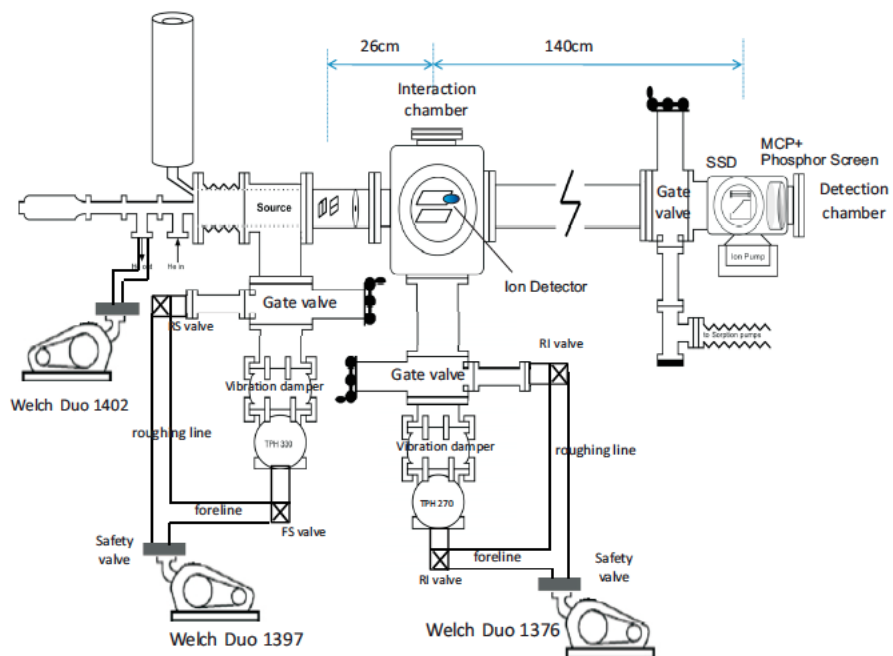 26cm
140cm
Interaction
chamber
MCP+
Phosphor Screen
SSD
Detection
chamber
Gate
valve
Source
Ion Pump
He in
Ion Detector
to Sorption pumps
Gate valve
RS valve
RI valve
Gate valve
Vibration damper
Welch Duo 1402
roughing line
TPH 330
Vibration damper
roughing line
TPH 270
foreline
FS valve
Safety
valve
foreline
RI valve
Safety
valve
Welch Duo 1397
Welch Duo 1376